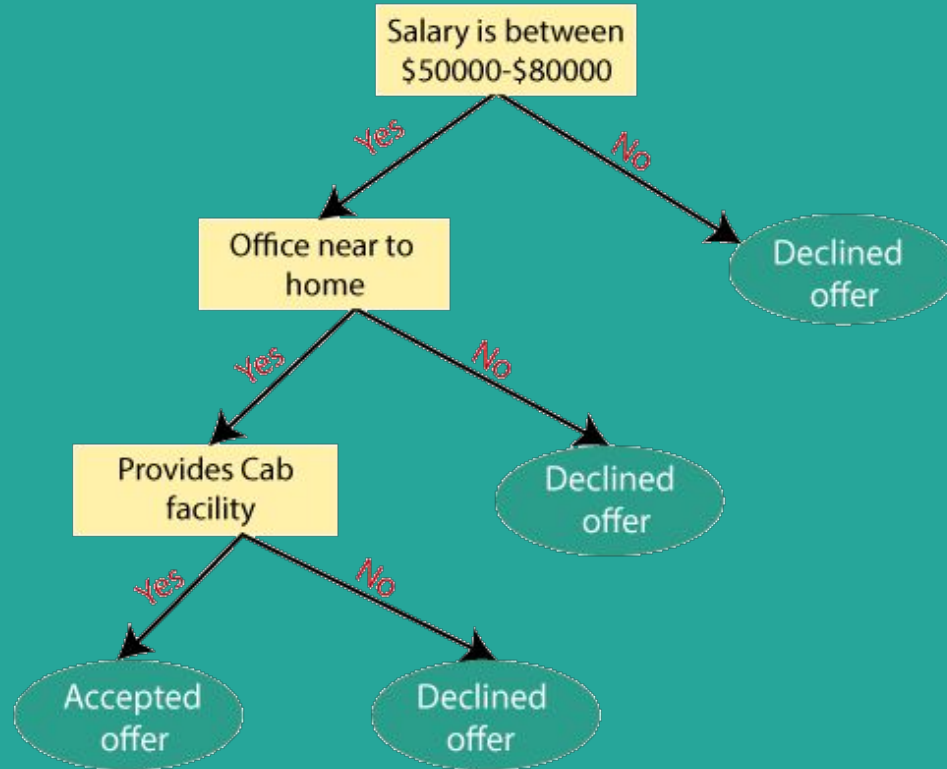 Salary is between
$50000-$80000
Yes
No
Office near to
home
Declined
offer
Yes
No
Provides Cab
facility
Declined
offer
Yes
No
Accepted
offer
Declined
offer